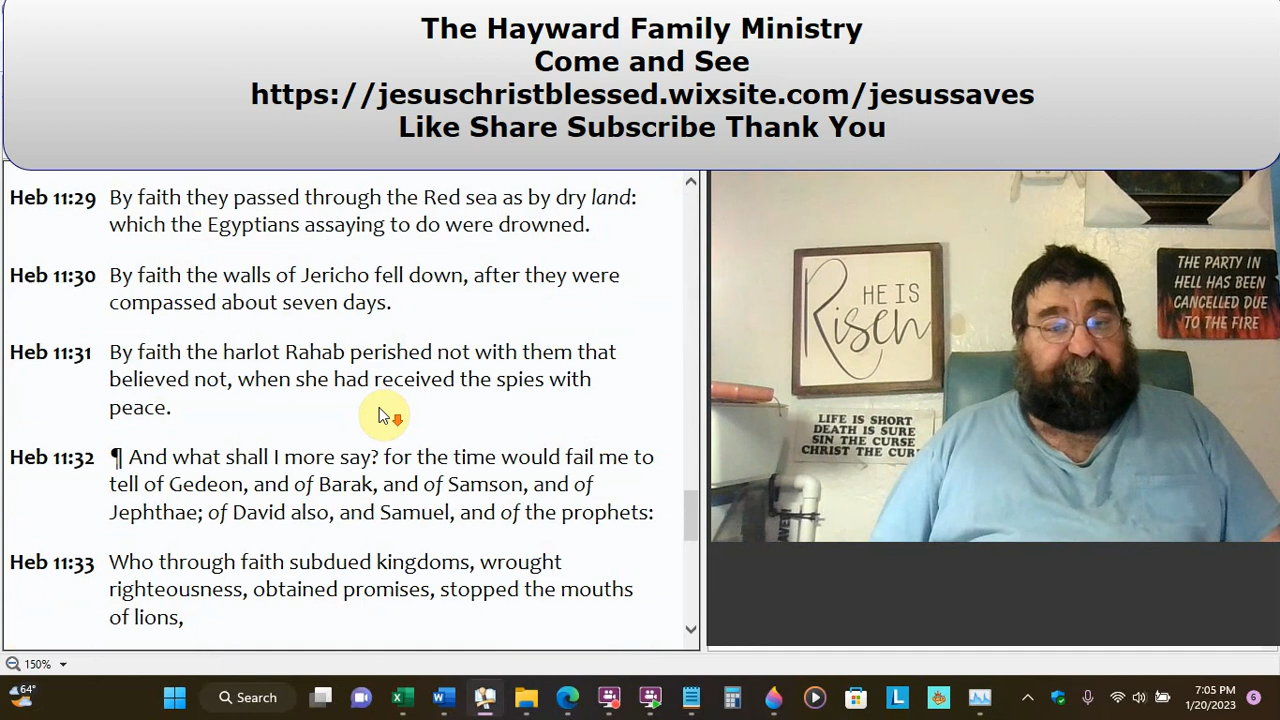 The Hayward Family Ministry
Come and See
https://jesuschristblessed.wixsite.com/jesussaves
Like Share Subscribe Thank You
Heb 11:29 By faith they passed through the Red sea as by dry land:
which the Egyptians assaying to do were drowned.
Heb 11:30 By faith the walls of Jericho fell down, after they were
compassed about seven days.
Heb 11:31 By faith the harlot Rahab perished not with them that
believed not, when she had received the spies with
peace.
Heb 11:32 ¶ And what shall I more say? for the time would fail me to
tell of Gedeon, and of Barak, and of Samson, and of
Jephthae; of David also, and Samuel, and of the prophets:
Heb 11:33 Who through faith subdued kingdoms, wrought
righteousness, obtained promises, stopped the mouths
of lions,
HE IS
Risen
THE PARTY IN
HELL HAS BEEN
CANCELLED DUE
TO THE FIRE
LIFE IS SHORT
DEATH IS SURE
SIN THE CURSE
CHRIST THE CUR
150%
64°
Search
7:05 PM
1/20/2023
6